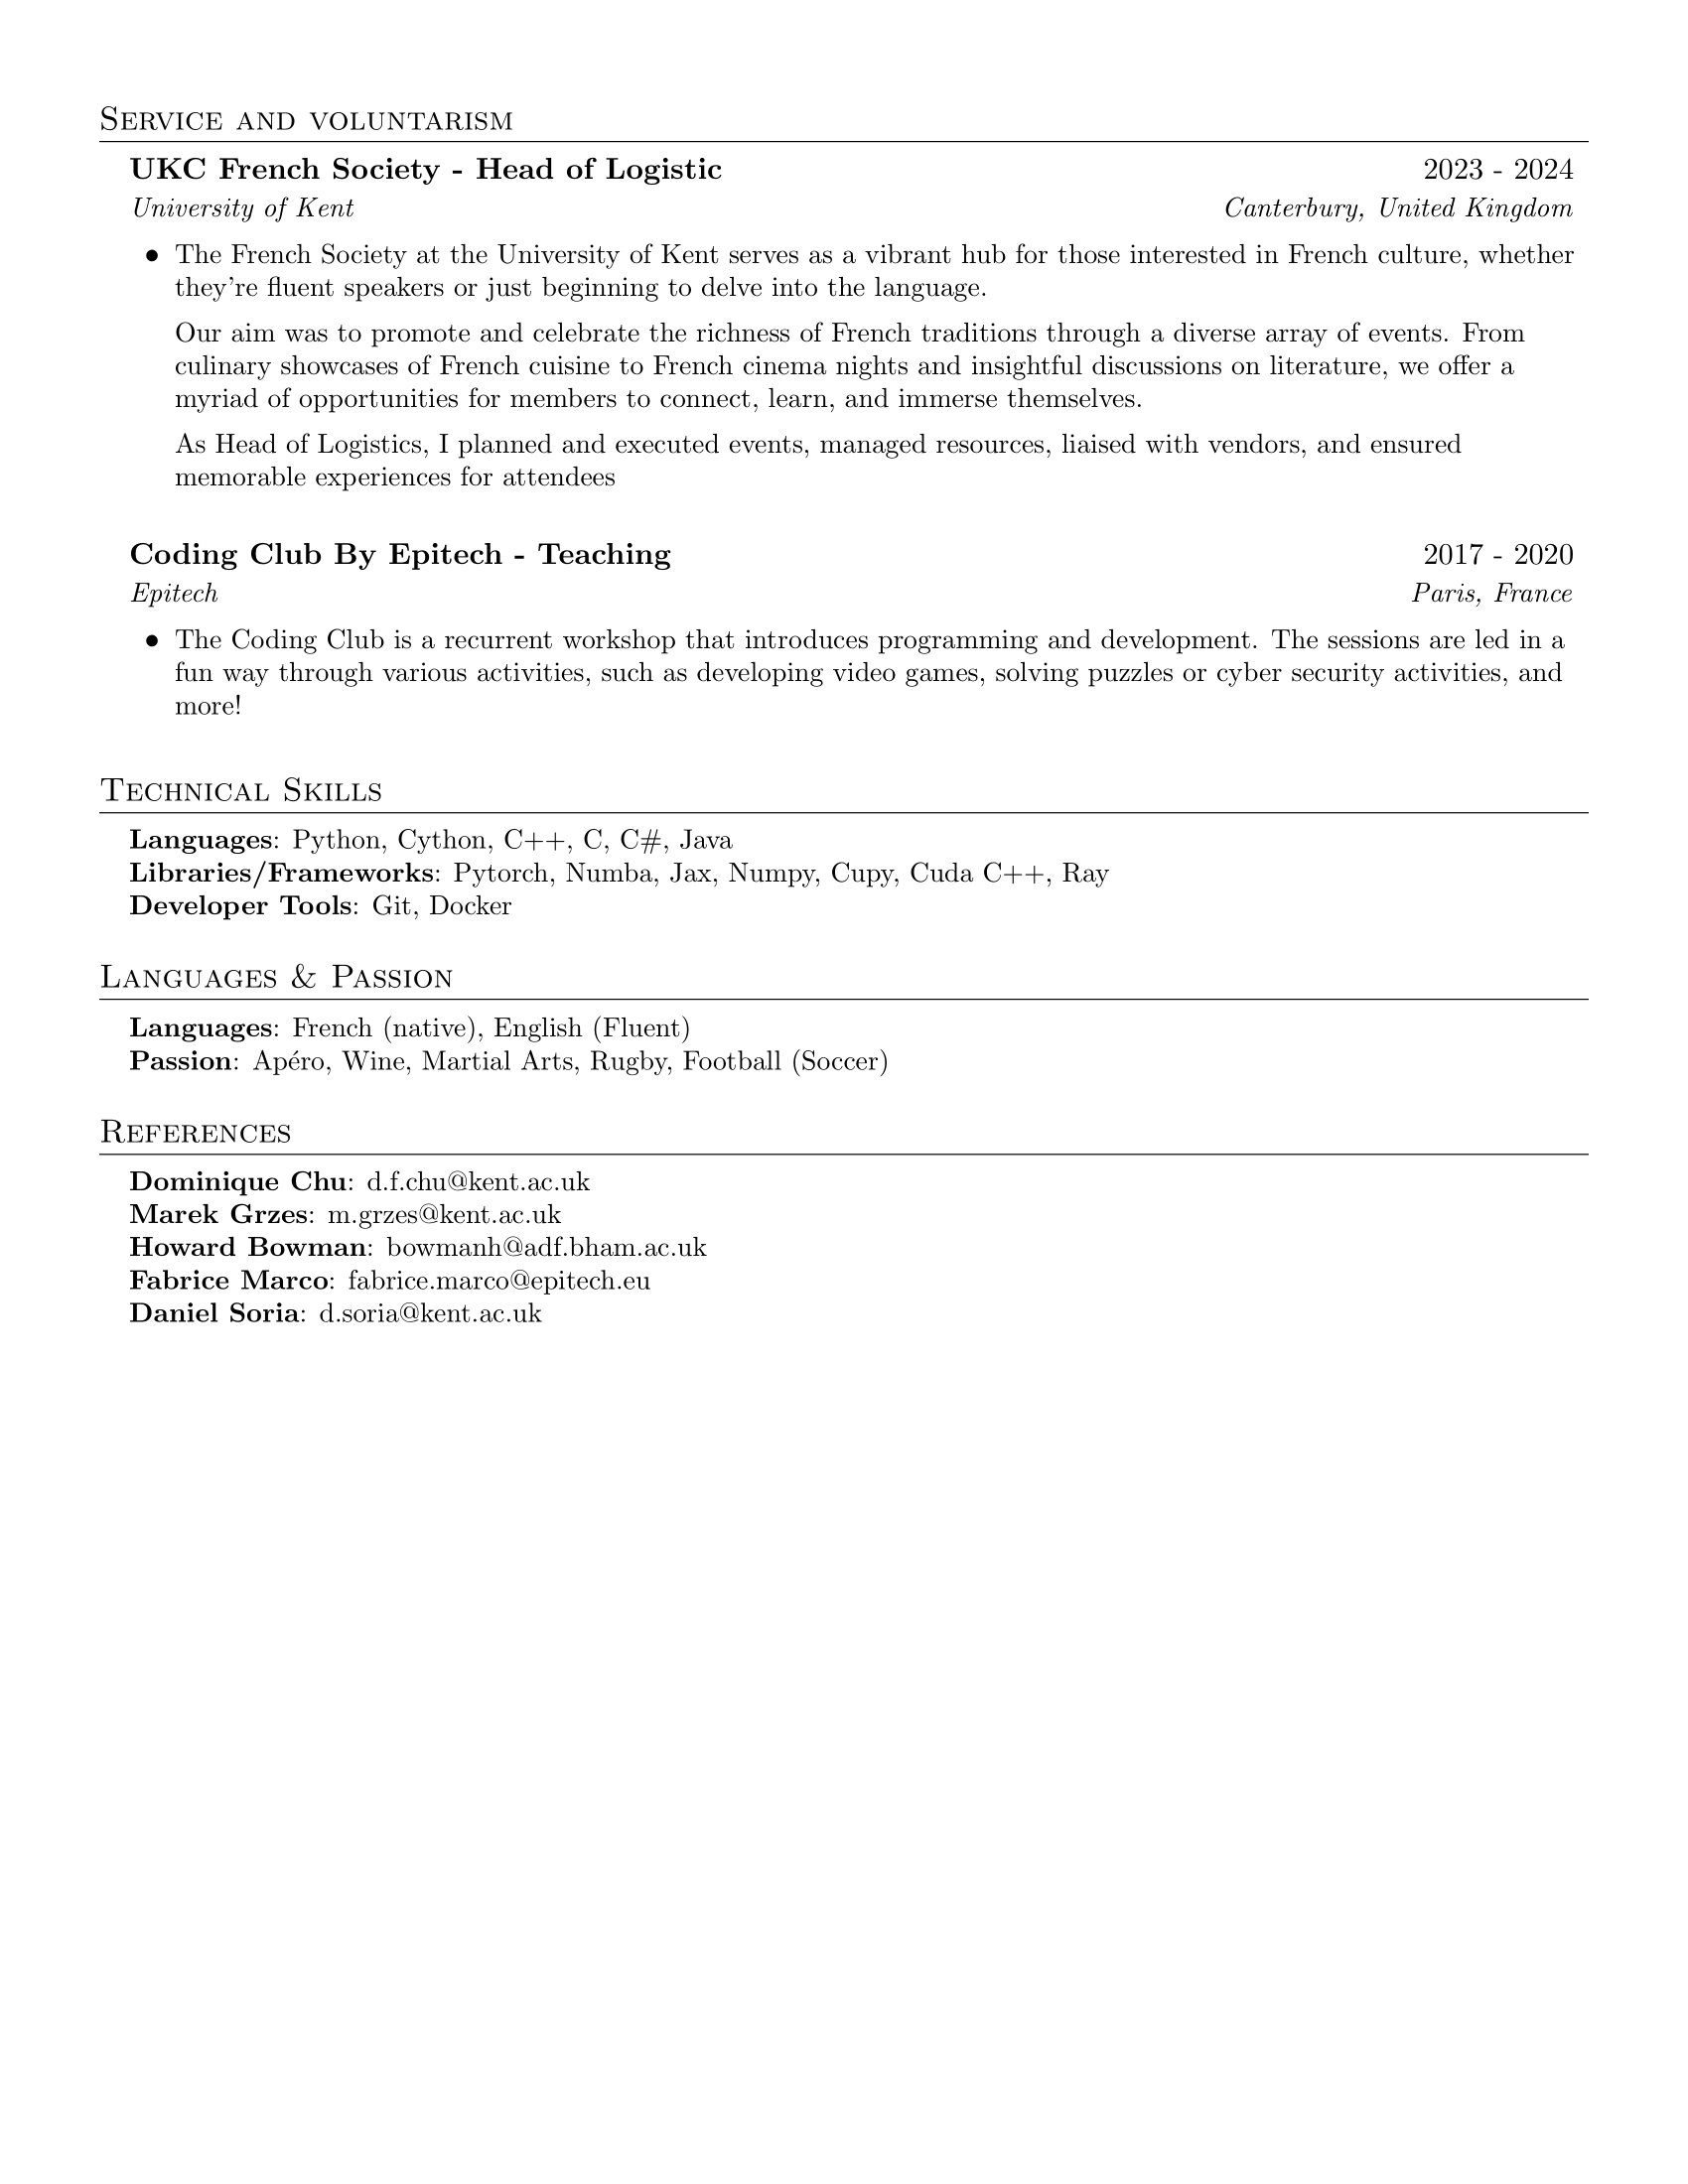 Service and voluntarism
UKC French Society - Head of Logistic 2023 - 2024
University of Kent Canterbury, United Kingdom
• The French Society at the University of Kent serves as a vibrant hub for those interested in French culture, whether
they're fluent speakers or just beginning to delve into the language.
Our aim was to promote and celebrate the richness of French traditions through a diverse array of events. From
culinary showcases of French cuisine to French cinema nights and insightful discussions on literature, we offer a
myriad of opportunities for members to connect, learn, and immerse themselves.
As Head of Logistics, I planned and executed events, managed resources, liaised with vendors, and ensured
memorable experiences for attendees
Coding Club By Epitech - Teaching 2017 - 2020
Epitech Paris, France
• The Coding Club is a recurrent workshop that introduces programming and development. The sessions are led in a
fun way through various activities, such as developing video games, solving puzzles or cyber security activities, and
more!
Technical Skills
Languages: Python, Cython, C++, C, C#, Java
Libraries/Frameworks: Pytorch, Numba, Jax, Numpy, Cupy, Cuda C++, Ray
Developer Tools: Git, Docker
Languages & Passion
Languages: French (native), English (Fluent)
Passion: Apéro, Wine, Martial Arts, Rugby, Football (Soccer)
References
Dominique Chu: d.f.chu@kent.ac.uk
Marek Grzes: m.grzes@kent.ac.uk
Howard Bowman: bowmanh@adf.bham.ac.uk
Fabrice Marco: fabrice.marco@epitech.eu
Daniel Soria: d.soria@kent.ac.uk